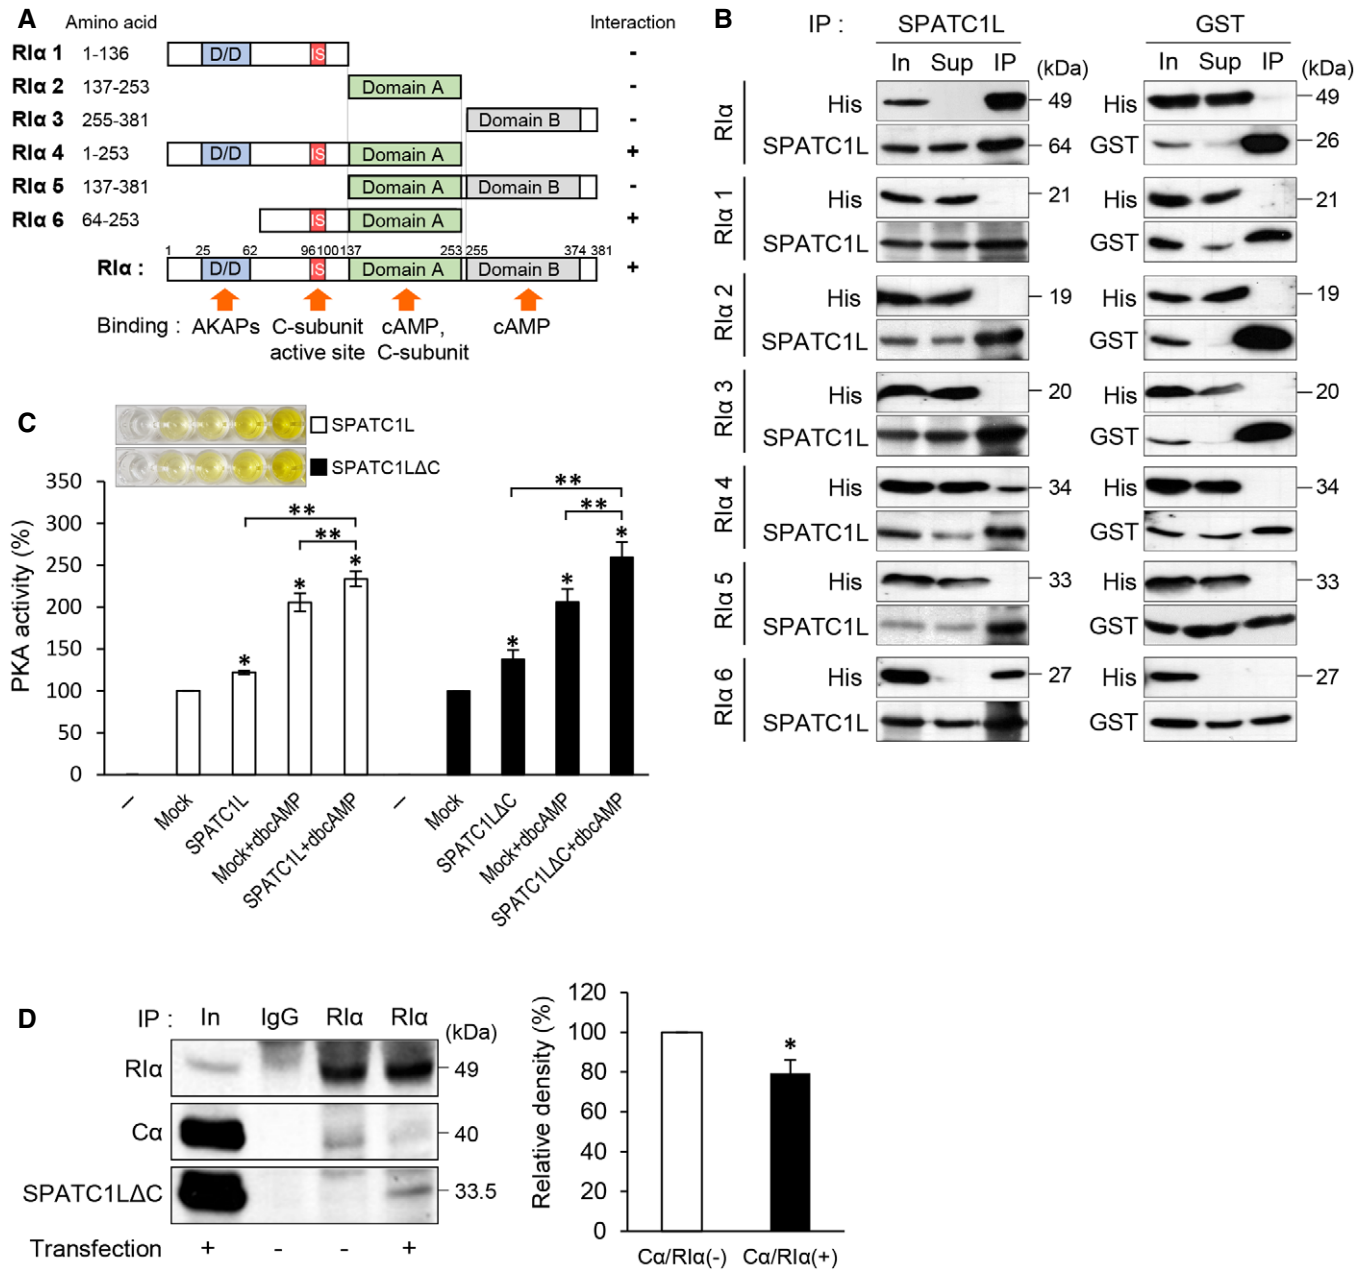 A
Amino acid
Interaction
RIα 1 1-136 D/D IS -
RIα 2 137-253 Domain A -
RIα 3 255-381 Domain B -
RIα 4 1-253 D/D IS Domain A +
RIα 5 137-381 Domain A Domain B -
RIα 6 64-253 IS Domain A +
1 25 62 96 100 137 253 255 374 381
RIα : D/D IS Domain A Domain B +
Binding : AKAPs C-subunit active site cAMP, C-subunit cAMP
B
IP : SPATC1L GST
In Sup IP (kDa) In Sup IP (kDa)
RIα
His 49 His 49
SPATC1L 64 GST 26
RIα 1
His 21 His 21
SPATC1L GST
RIα 2
His 19 His 19
SPATC1L GST
RIα 3
His 20 His 20
SPATC1L GST
RIα 4
His 34 His 34
SPATC1L GST
RIα 5
His 33 His 33
SPATC1L GST
RIα 6
His 27 His 27
SPATC1L GST
C
SPATC1L
SPATC1LΔC
PKA activity (%)
350
300
250
200
150
100
50
0
** ** ** **
* * * * * *
– Mock SPATC1L Mock+dbcAMP SPATC1L+dbcAMP – Mock SPATC1LΔC Mock+dbcAMP SPATC1LΔC+dbcAMP
D
IP : In IgG RIα RIα (kDa)
RIα 49
Cα 40
SPATC1LΔC 33.5
Transfection + - - +
Relative density (%)
120
100
80
60
40
20
0
*
Cα/RIα(-) Cα/RIα(+)